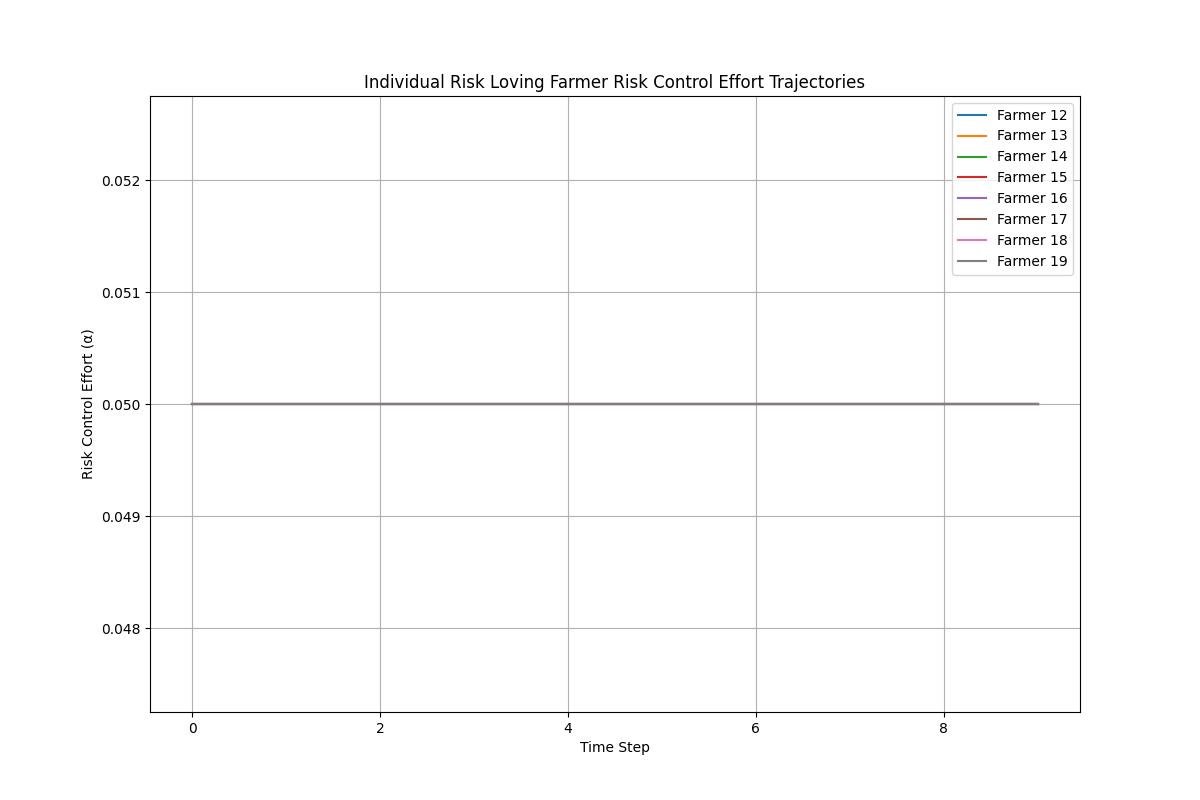 Individual Risk Loving Farmer Risk Control Effort Trajectories
Farmer 12
Farmer 13
Farmer 14
Farmer 15
Farmer 16
Farmer 17
Farmer 18
Farmer 19
0.052
0.051
0.050
0.049
0.048
Risk Control Effort (α)
0 2 4 6 8
Time Step